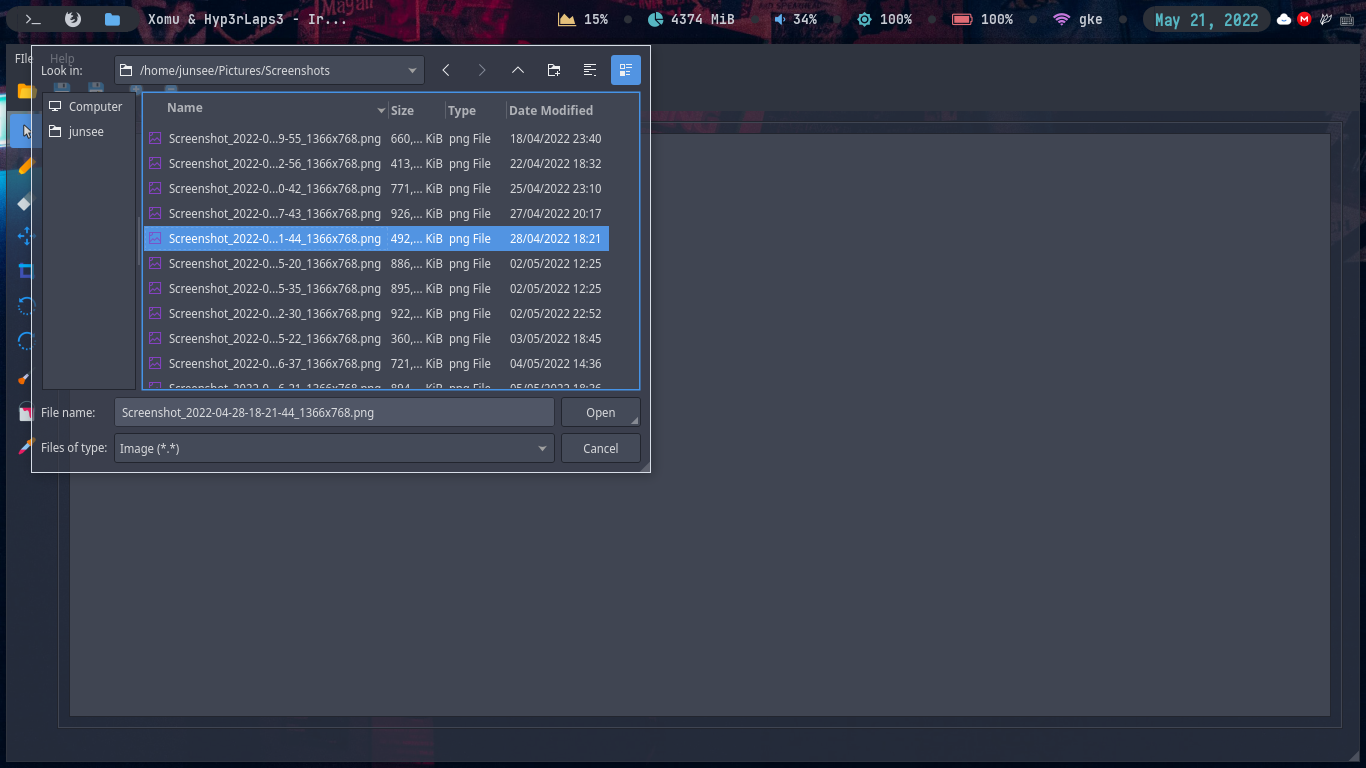 Xomu & Hyp3rLaps3 - Ir... 15% 4374 MiB 34% 100% 100% gke May 21, 2022
File Help
Look in: /home/junsee/Pictures/Screenshots
Computer
junsee
Name Size Type Date Modified
Screenshot_2022-0...9-55_1366x768.png 660,... KiB png File 18/04/2022 23:40
Screenshot_2022-0...2-56_1366x768.png 413,... KiB png File 22/04/2022 18:32
Screenshot_2022-0...0-42_1366x768.png 771,... KiB png File 25/04/2022 23:10
Screenshot_2022-0...7-43_1366x768.png 926,... KiB png File 27/04/2022 20:17
Screenshot_2022-0...1-44_1366x768.png 492,... KiB png File 28/04/2022 18:21
Screenshot_2022-0...5-20_1366x768.png 886,... KiB png File 02/05/2022 12:25
Screenshot_2022-0...5-35_1366x768.png 895,... KiB png File 02/05/2022 12:25
Screenshot_2022-0...2-30_1366x768.png 922,... KiB png File 02/05/2022 22:52
Screenshot_2022-0...5-22_1366x768.png 360,... KiB png File 03/05/2022 18:45
Screenshot_2022-0...6-37_1366x768.png 721,... KiB png File 04/05/2022 14:36
File name: Screenshot_2022-04-28-18-21-44_1366x768.png Open
Files of type: Image (*.*) Cancel